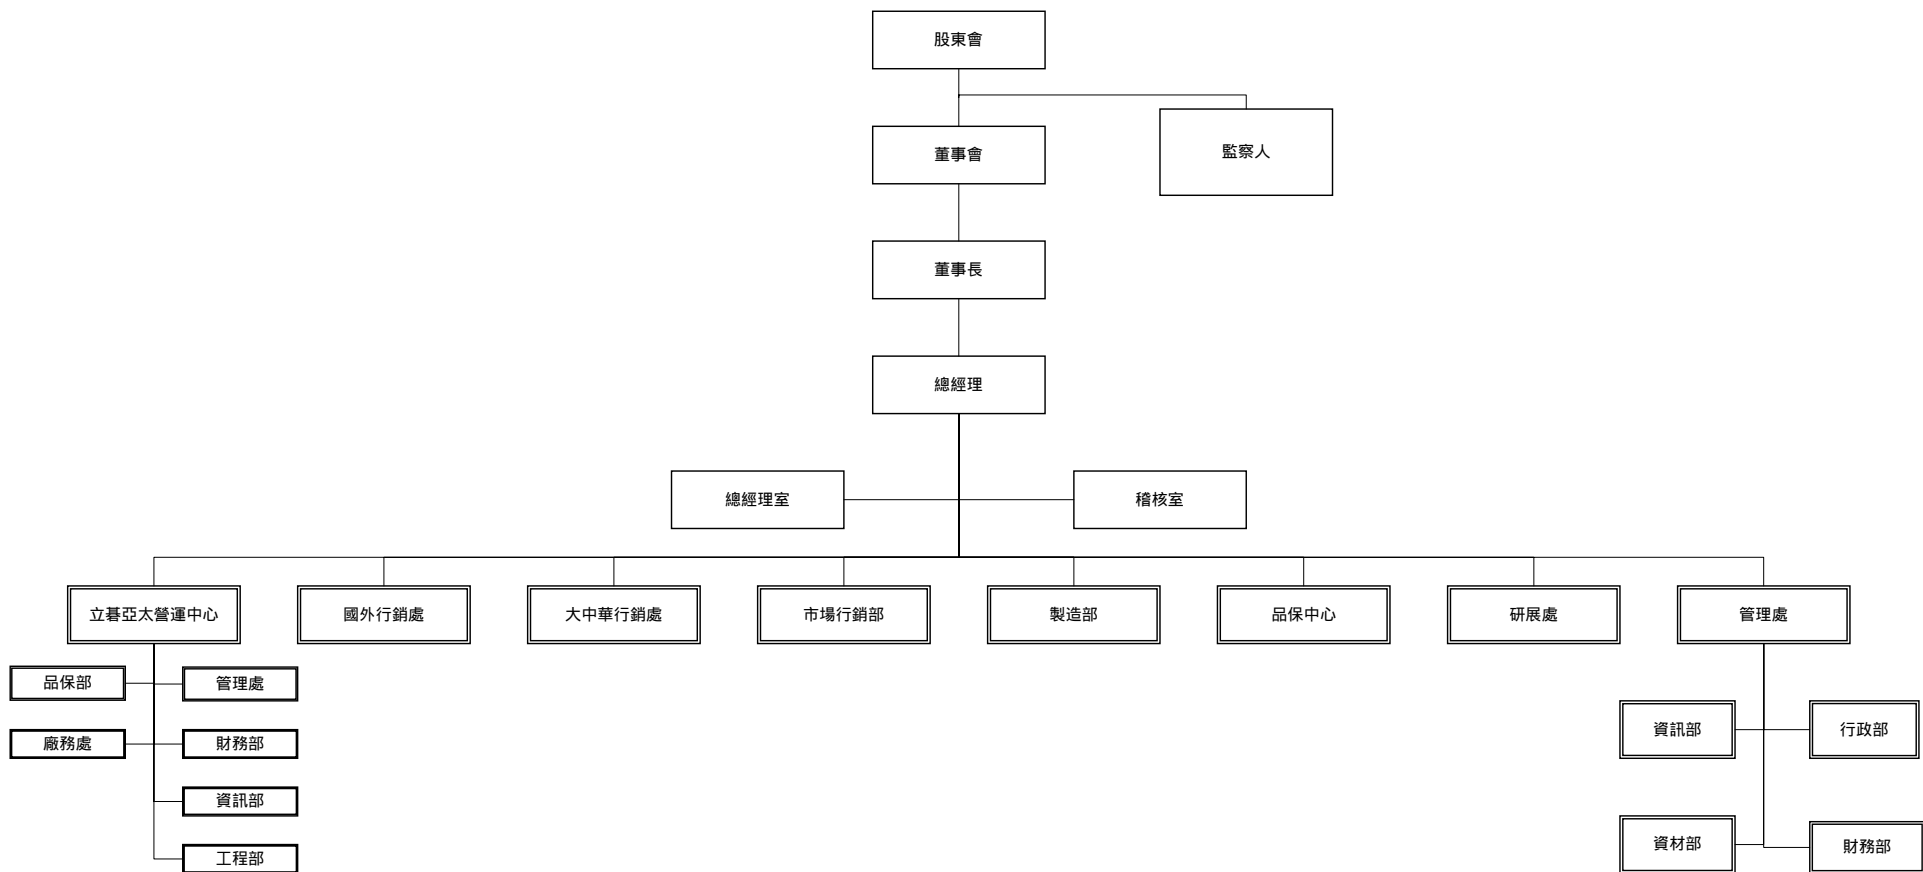 股東會
董事會
監察人
董事長
總經理
總經理室
稽核室
立碁亞太營運中心
國外行銷處
大中華行銷處
市場行銷部
製造部
品保中心
研展處
管理處
品保部
管理處
廠務處
財務部
資訊部
工程部
資訊部
行政部
資材部
財務部